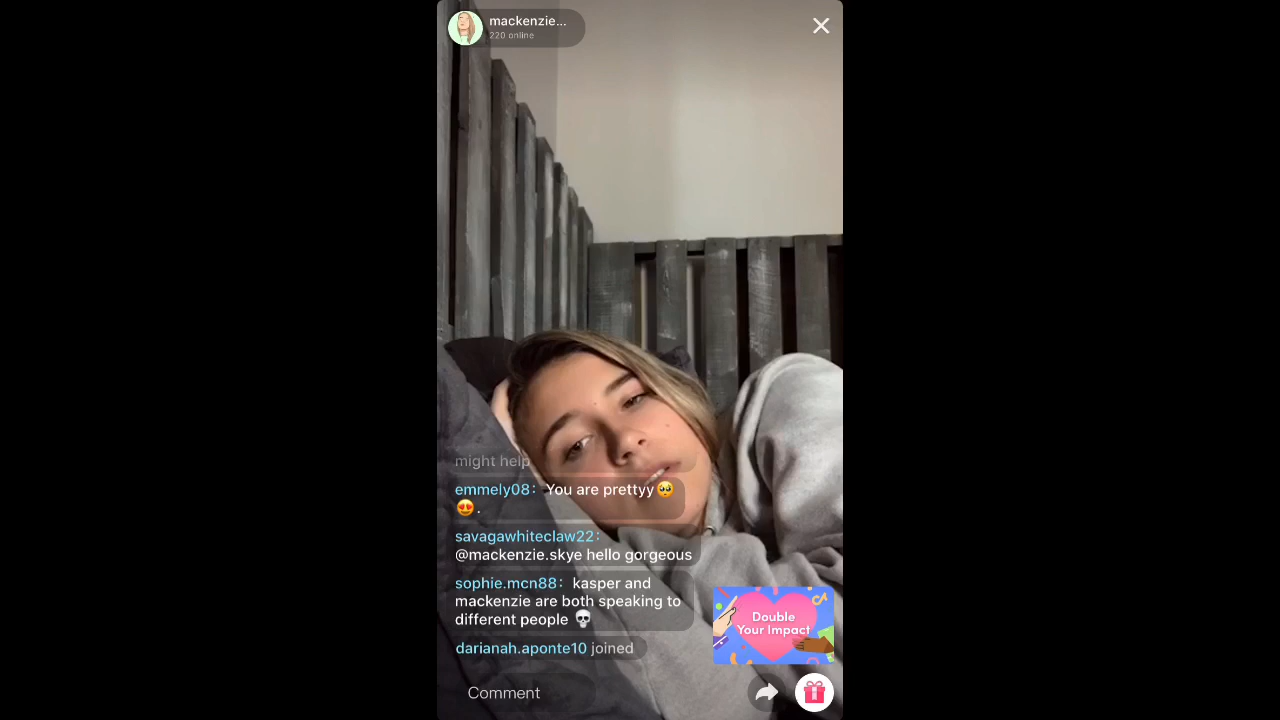 mackenzie...
220 online
might help
emmely08: You are prettyy🥺
😍.
savagawhiteclaw22:
@mackenzie.skye hello gorgeous
sophie.mcn88: kasper and
mackenzie are both speaking to
different people 💀
darianah.aponte10 joined
Double
Your Impact
Comment